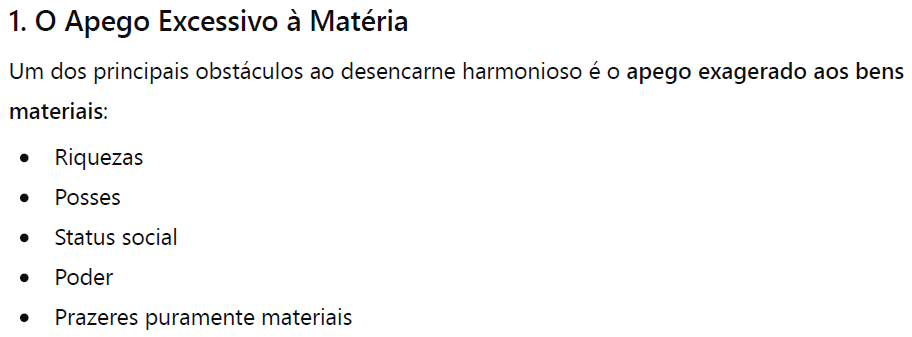 1. O Apego Excessivo à Matéria
Um dos principais obstáculos ao desencarne harmonioso é o apego exagerado aos bens
materiais:
• Riquezas
• Posses
• Status social
• Poder
• Prazeres puramente materiais